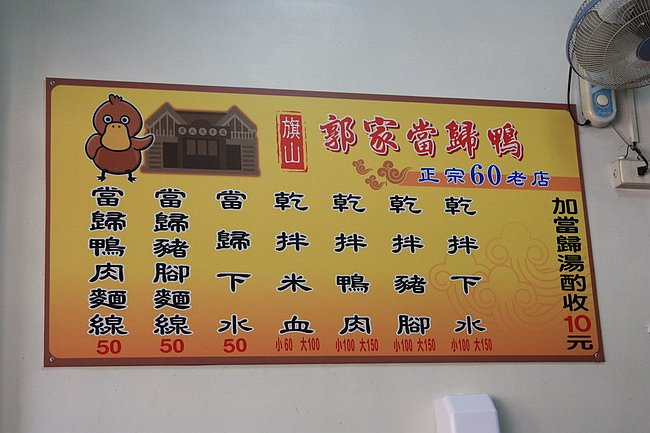 旗山
郭家當歸鴨
正宗60老店
當歸鴨肉麵線 50
當歸豬腳麵線 50
當歸下水 50
乾拌米血 小60 大100
乾拌鴨肉 小100 大150
乾拌豬腳 小100 大150
乾拌下水 小100 大150
加當歸湯酌收10元